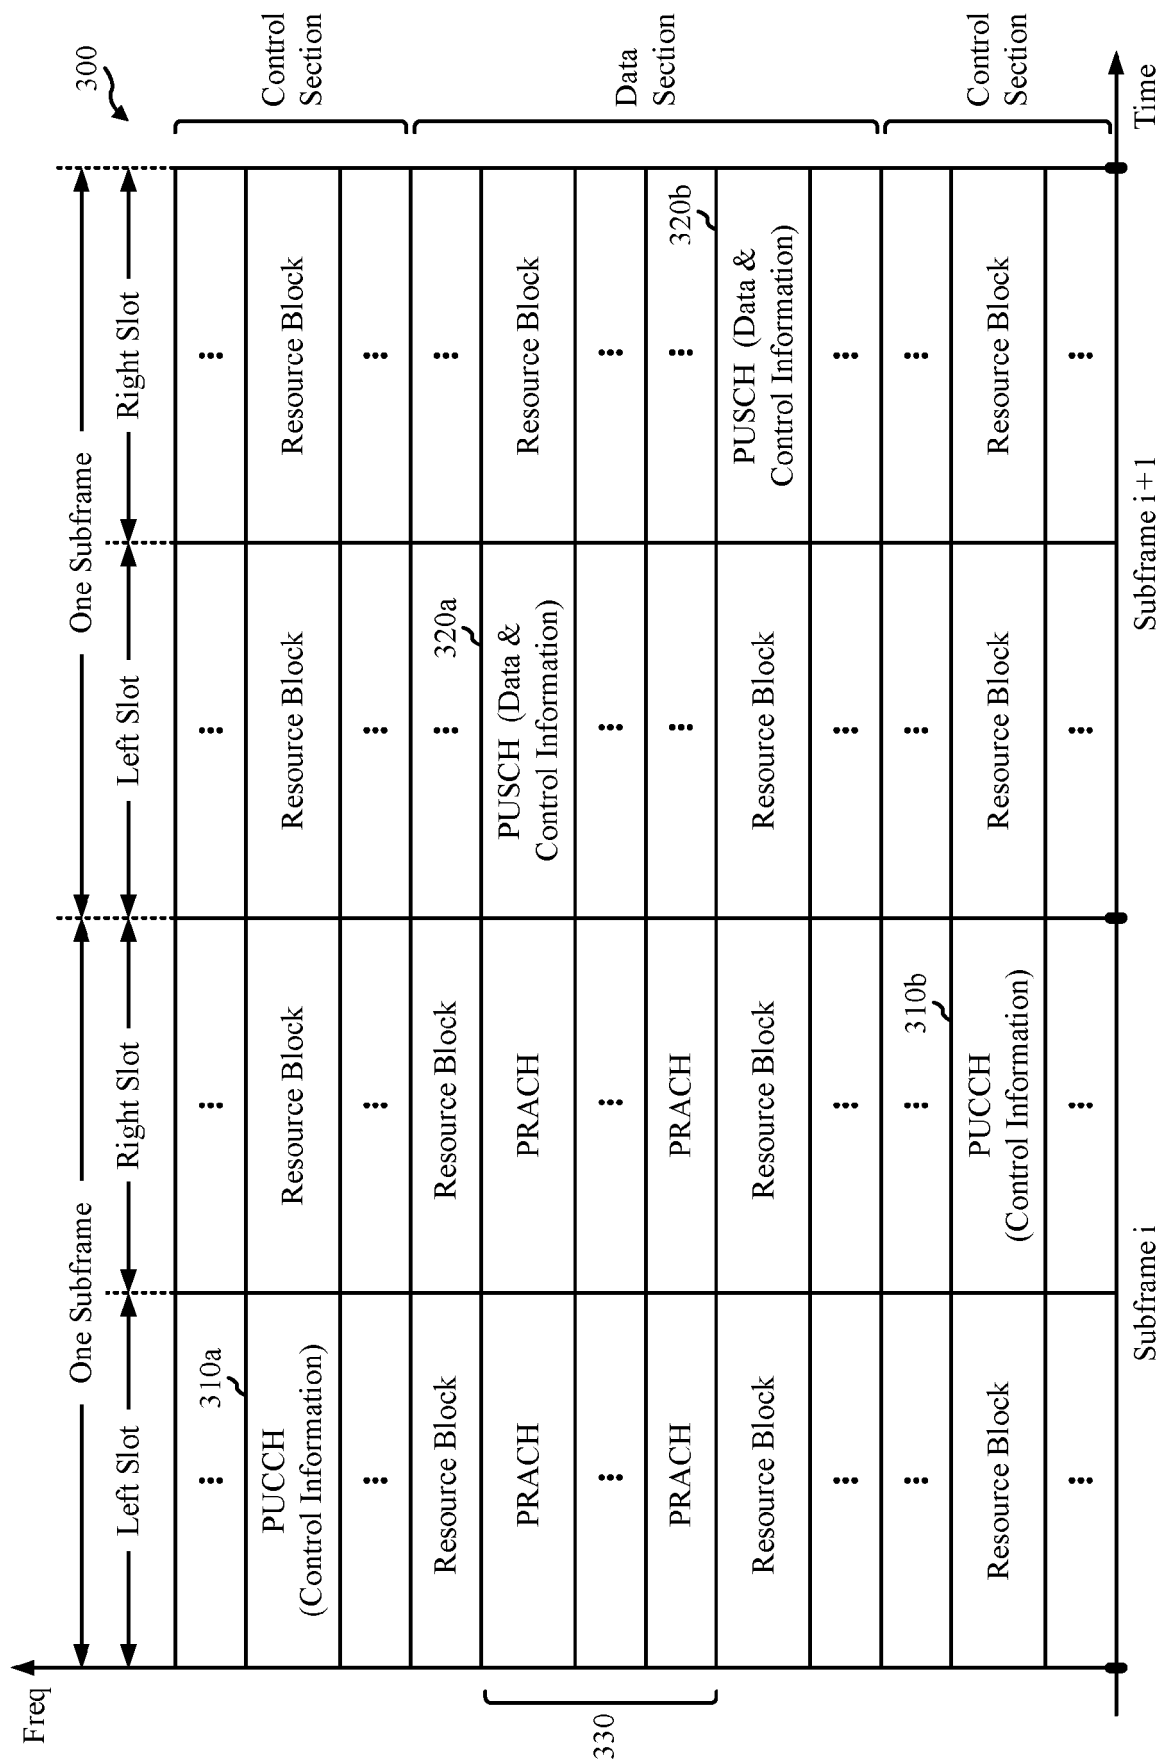 Freq
One Subframe
One Subframe
300
Left Slot
Right Slot
Left Slot
Right Slot
...
310a
...
...
...
PUCCH
(Control Information)
Resource Block
Resource Block
Resource Block
Control
Section
...
...
...
...
Resource Block
Resource Block
...
320a
...
PRACH
PRACH
PUSCH (Data &
Control Information)
Resource Block
330
...
...
...
...
Data
Section
PRACH
PRACH
...
...
320b
Resource Block
Resource Block
Resource Block
PUSCH (Data &
Control Information)
...
...
...
...
...
...
310b
...
...
Resource Block
PUCCH
(Control Information)
Resource Block
Resource Block
Control
Section
...
...
...
...
Subframe i
Subframe i+1
Time